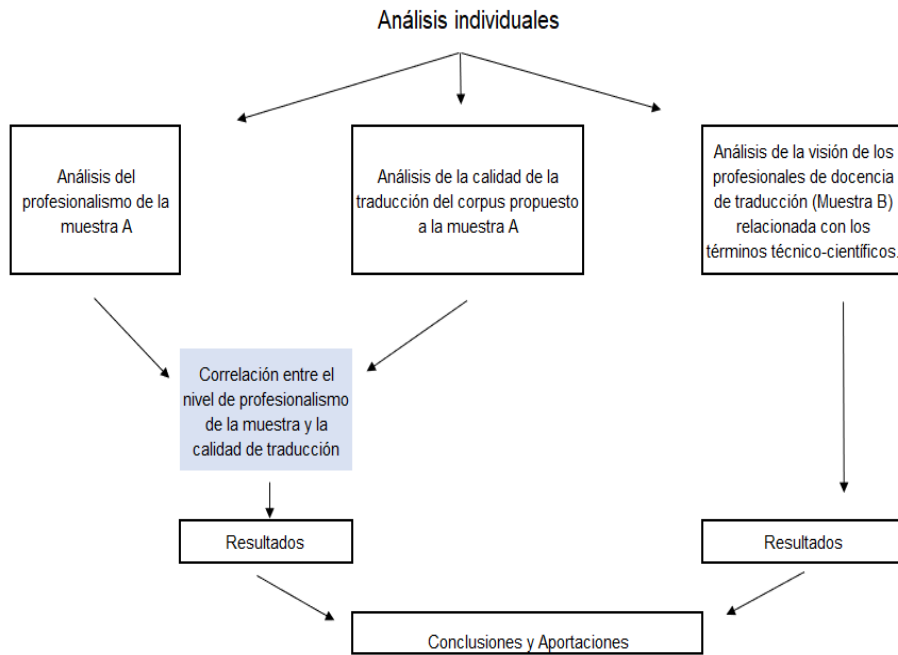 Análisis individuales
Análisis del
profesionalismo de la
muestra A
Análisis de la calidad de la
traducción del corpus propuesto
a la muestra A
Análisis de la visión de los
profesionales de docencia
de traducción (Muestra B)
relacionada con los
términos técnico-científicos.
Correlación entre el
nivel de profesionalismo
de la muestra y la
calidad de traducción
Resultados
Resultados
Conclusiones y Aportaciones